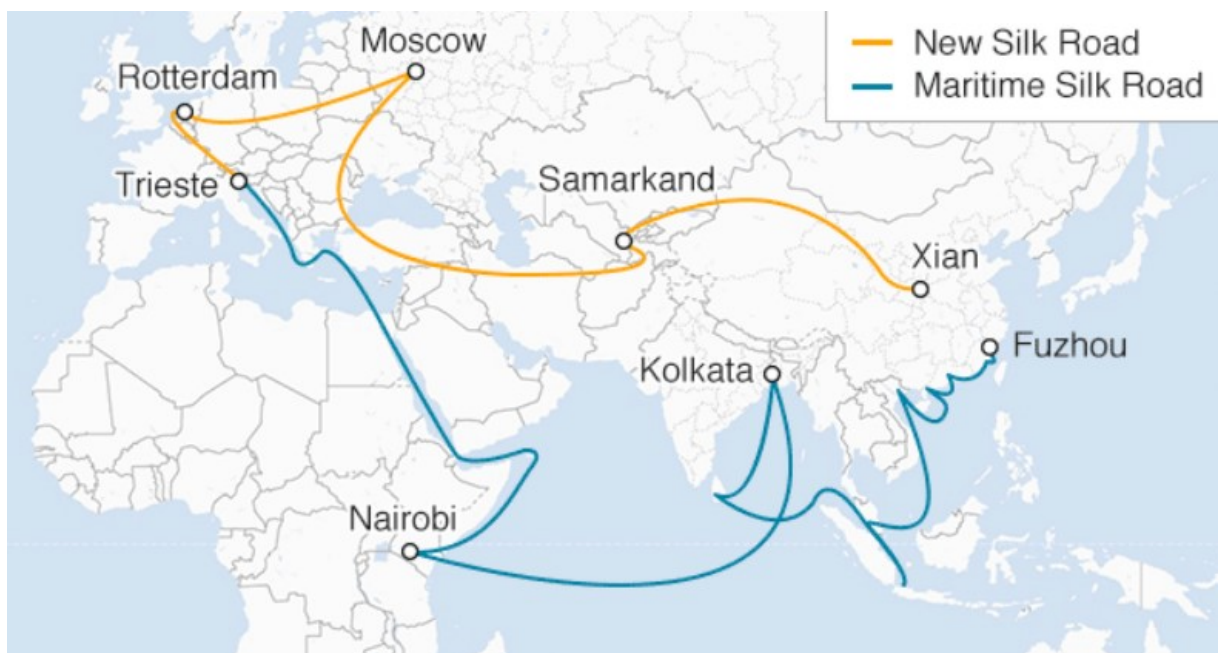 New Silk Road
Maritime Silk Road
Moscow
Rotterdam
Trieste
Samarkand
Xian
Fuzhou
Kolkata
Nairobi